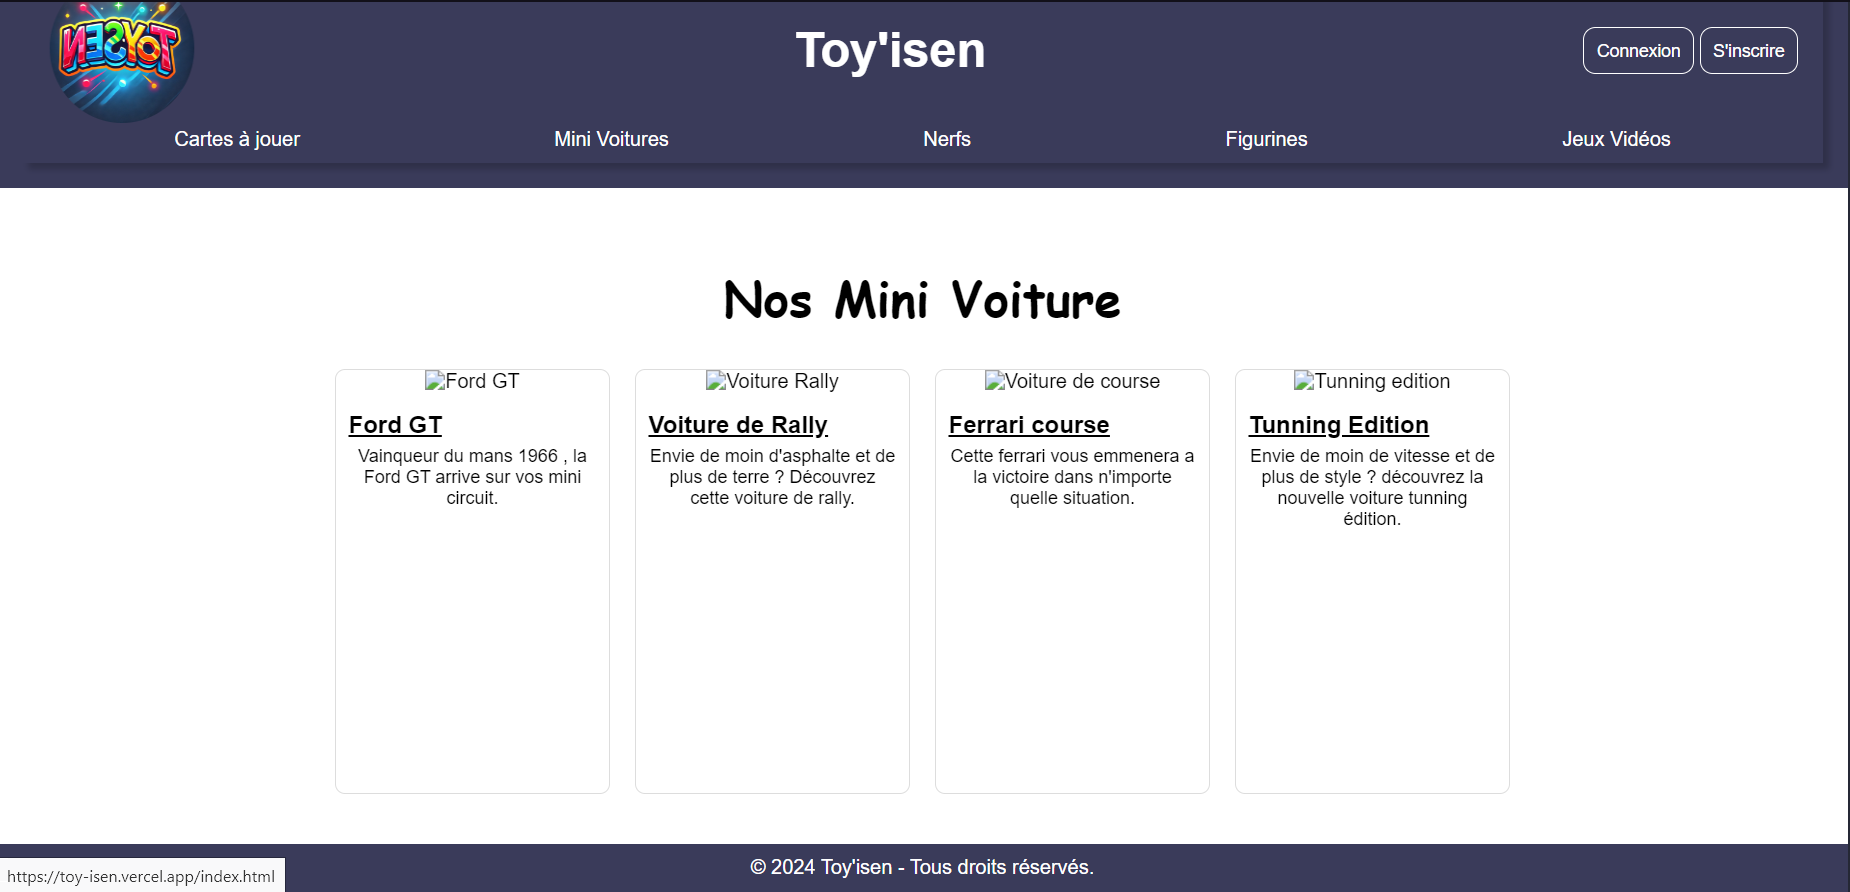 TOYSEN
Toy'isen
Connexion
S'inscrire
Cartes à jouer
Mini Voitures
Nerfs
Figurines
Jeux Vidéos
Nos Mini Voiture
Ford GT
Ford GT
Vainqueur du mans 1966 , la
Ford GT arrive sur vos mini
circuit.
Voiture Rally
Voiture de Rally
Envie de moin d'asphalte et de
plus de terre ? Découvrez
cette voiture de rally.
Voiture de course
Ferrari course
Cette ferrari vous emmenera a
la victoire dans n'importe
quelle situation.
Tunning edition
Tunning Edition
Envie de moin de vitesse et de
plus de style ? découvrez la
nouvelle voiture tunning
édition.
© 2024 Toy'isen - Tous droits réservés.
https://toy-isen.vercel.app/index.html